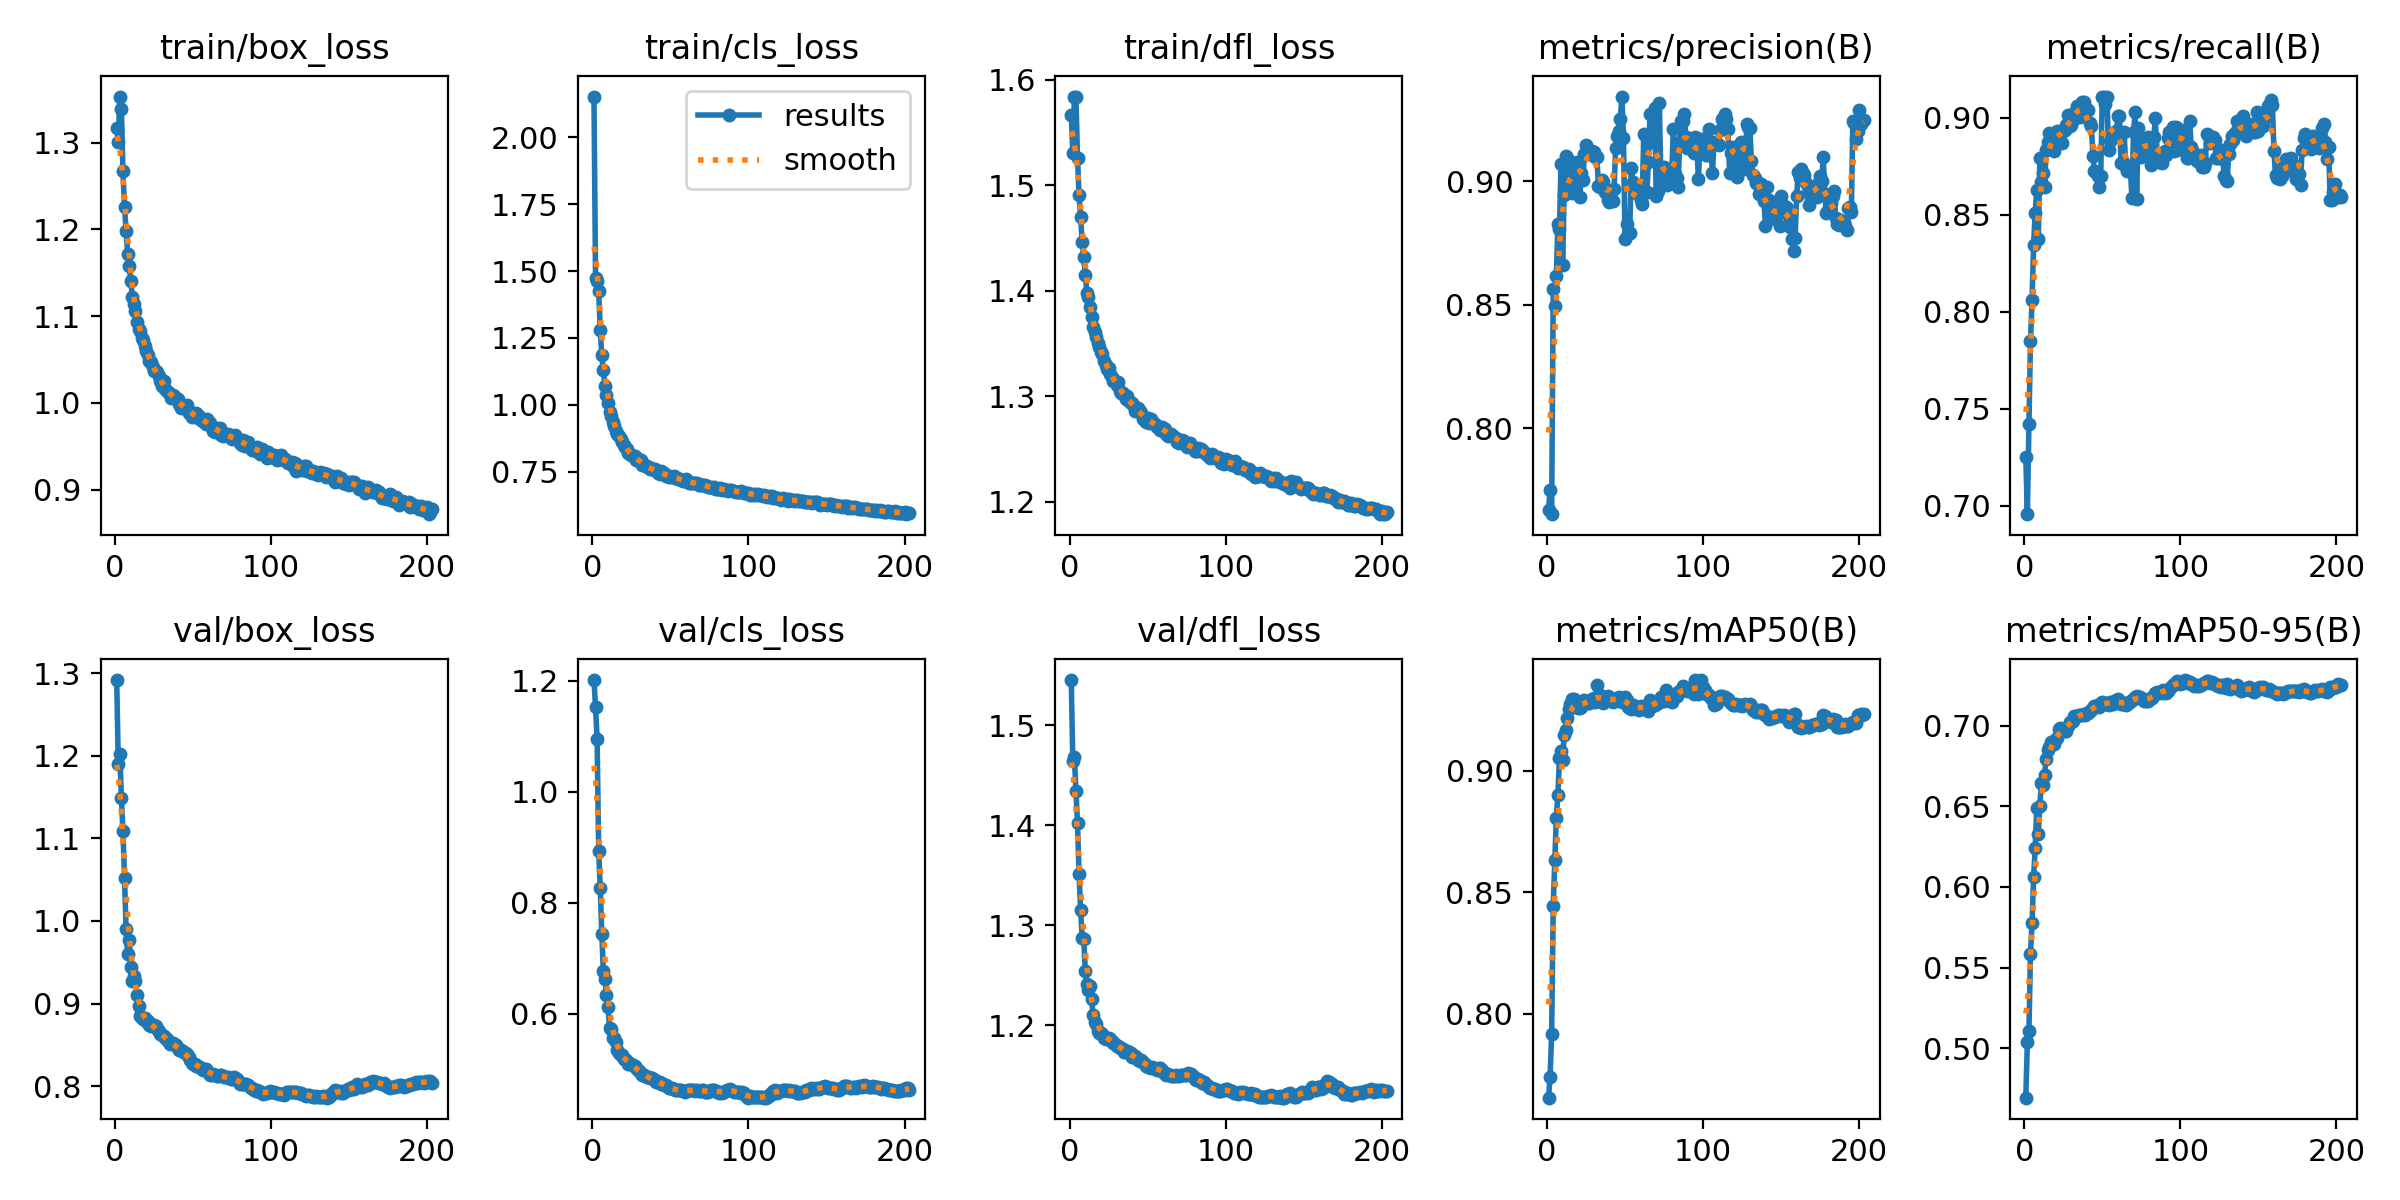 train/box_loss
1.3
1.2
1.1
1.0
0.9
0 100 200
train/cls_loss
results
smooth
2.00
1.75
1.50
1.25
1.00
0.75
0 100 200
train/dfl_loss
1.6
1.5
1.4
1.3
1.2
0 100 200
metrics/precision(B)
0.90
0.85
0.80
0 100 200
metrics/recall(B)
0.90
0.85
0.80
0.75
0.70
0 100 200
val/box_loss
1.3
1.2
1.1
1.0
0.9
0.8
0 100 200
val/cls_loss
1.2
1.0
0.8
0.6
0 100 200
val/dfl_loss
1.5
1.4
1.3
1.2
0 100 200
metrics/mAP50(B)
0.90
0.85
0.80
0 100 200
metrics/mAP50-95(B)
0.70
0.65
0.60
0.55
0.50
0 100 200